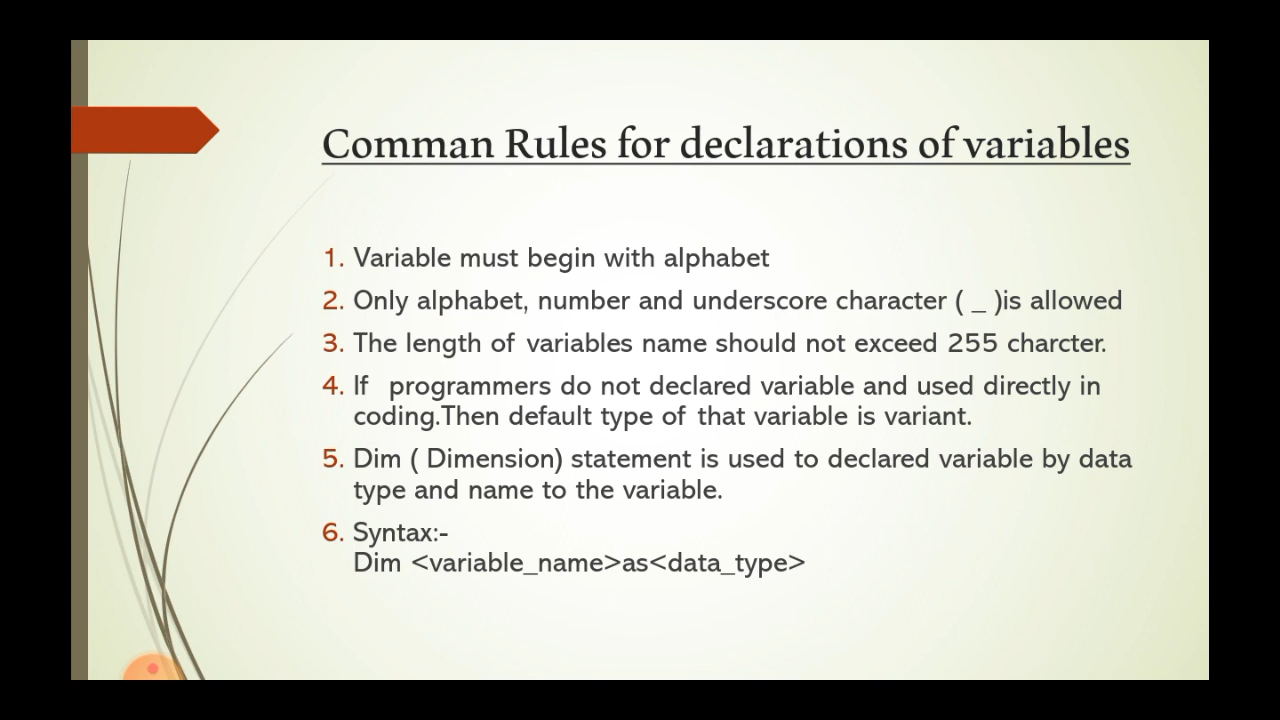 Comman Rules for declarations of variables
1. Variable must begin with alphabet
2. Only alphabet, number and underscore character ( _ )is allowed
3. The length of variables name should not exceed 255 charcter.
4. If programmers do not declared variable and used directly in
coding.Then default type of that variable is variant.
5. Dim ( Dimension) statement is used to declared variable by data
type and name to the variable.
6. Syntax:-
Dim <variable_name>as<data_type>